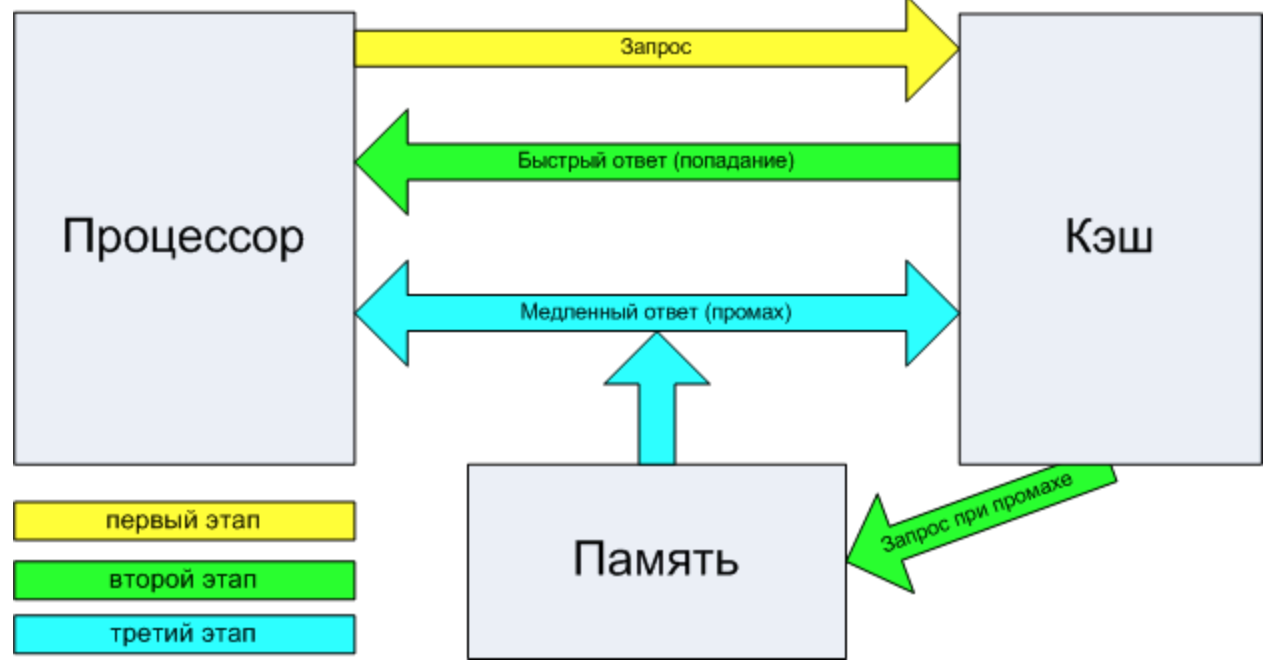 Запрос
Быстрый ответ (попадание)
Процессор
Кэш
Медленный ответ (промах)
Запрос при промахе
первый этап
Память
второй этап
третий этап